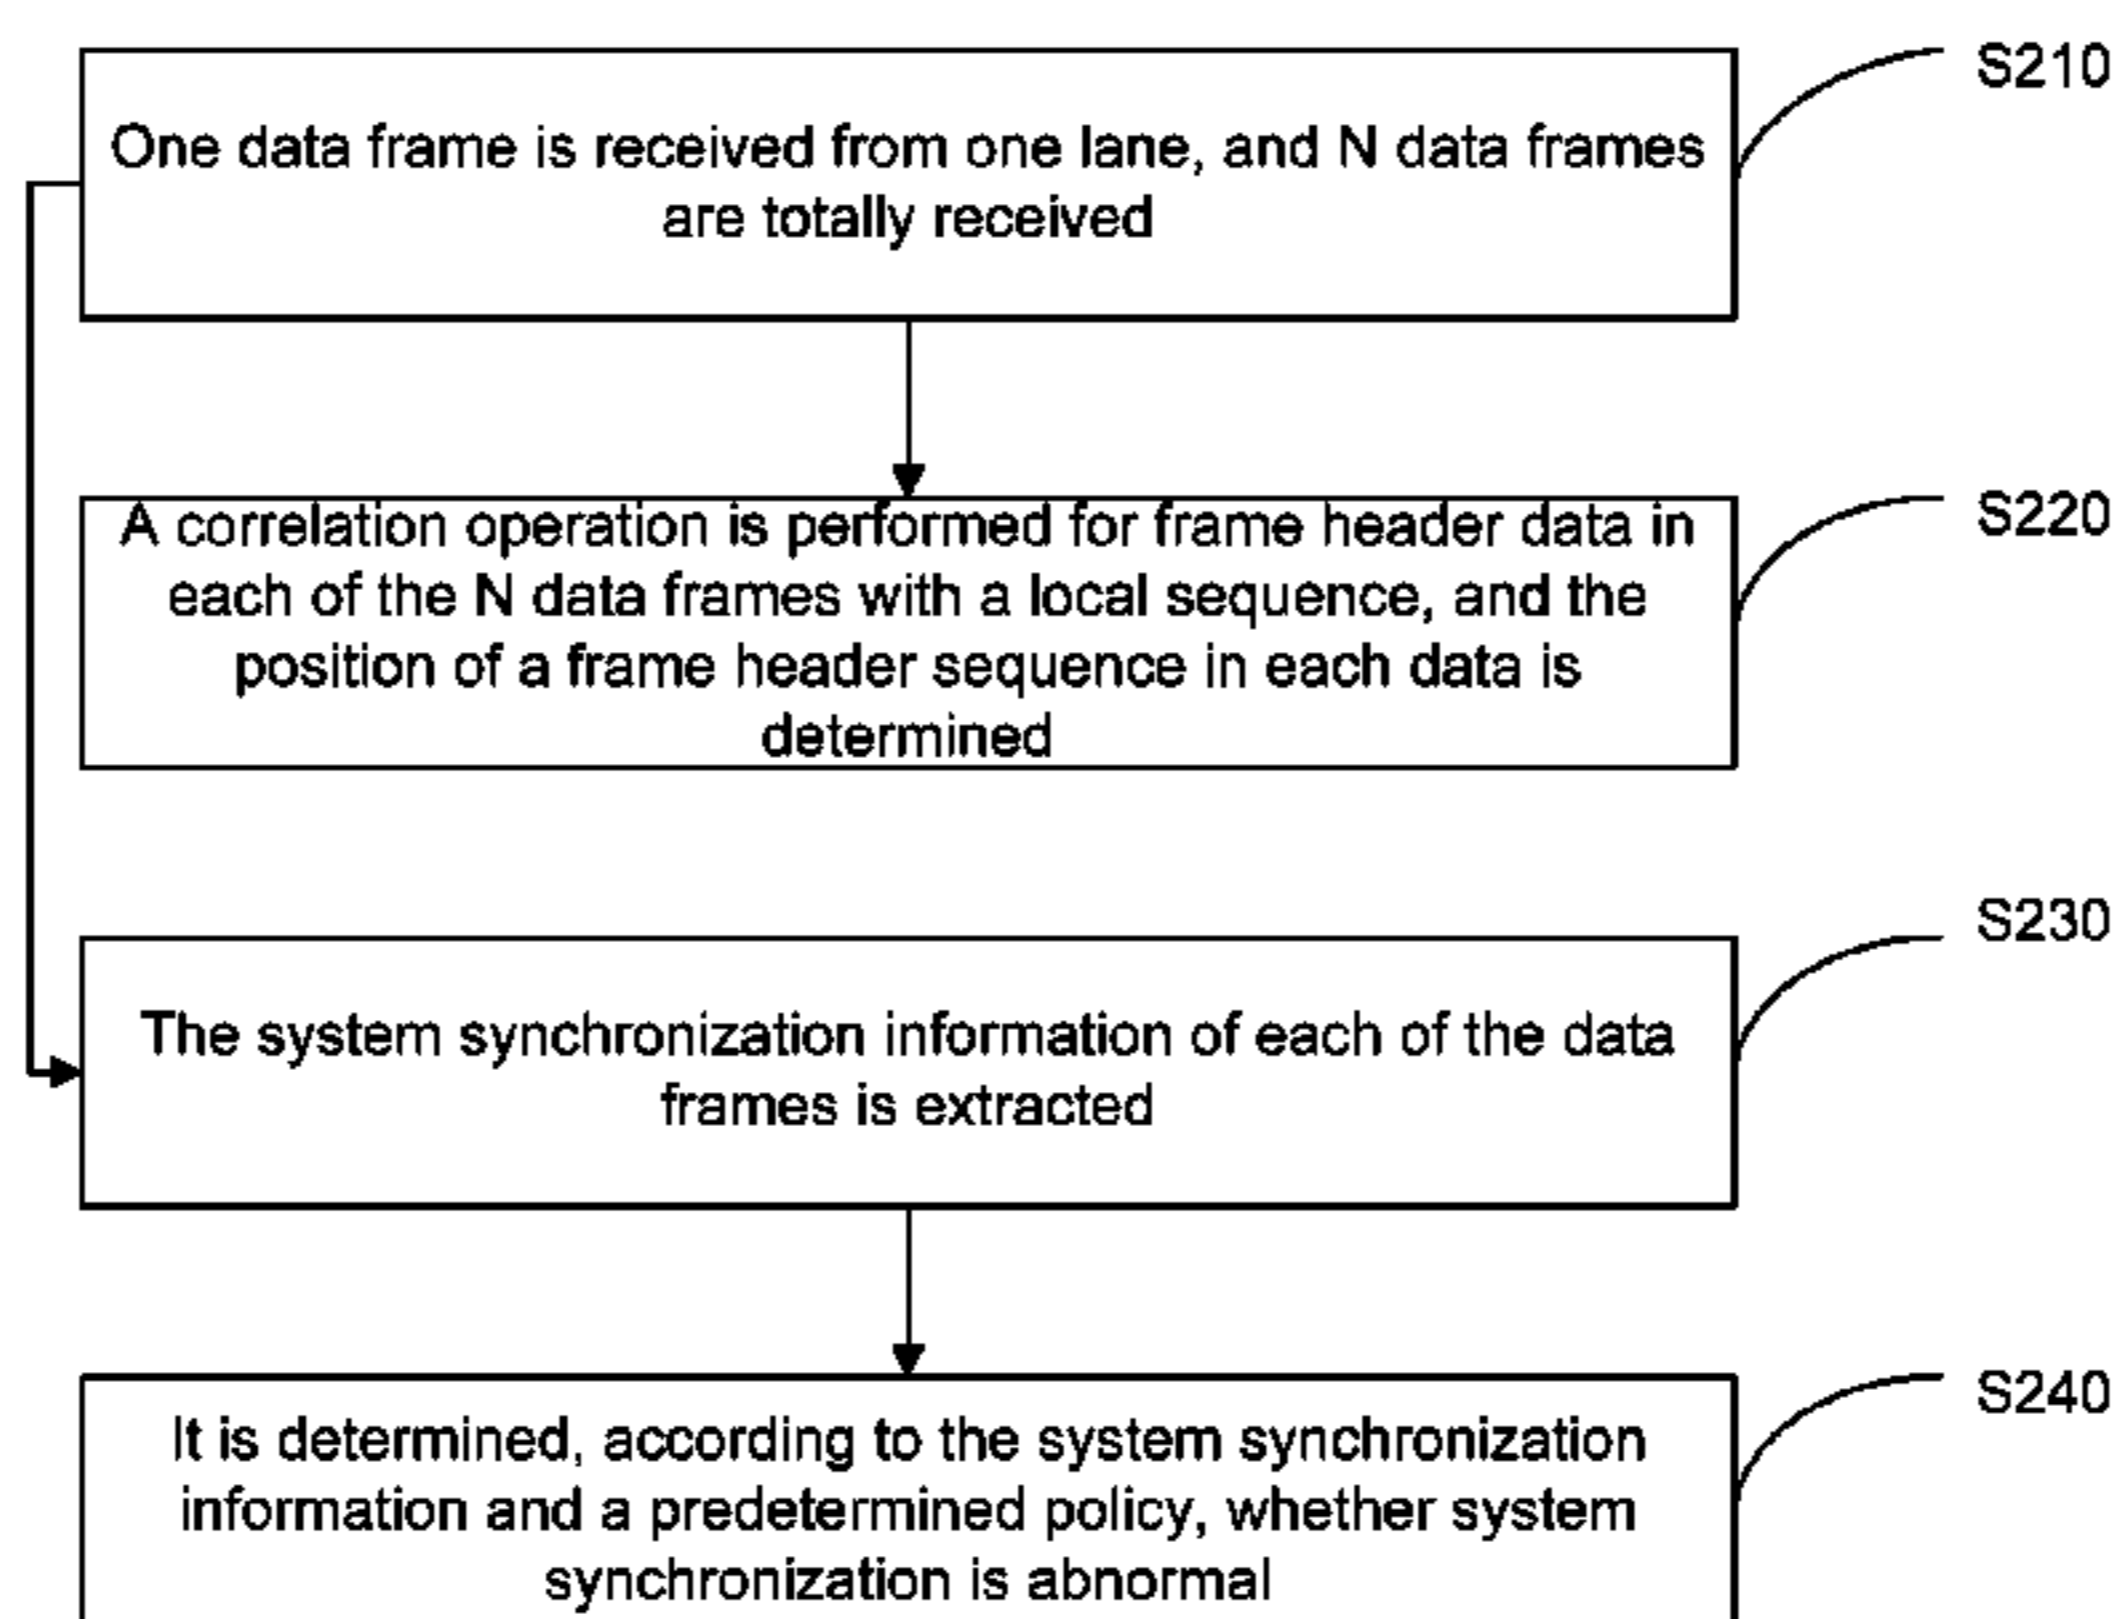 S210
One data frame is received from one lane, and N data frames
are totally received
S220
A correlation operation is performed for frame header data in
each of the N data frames with a local sequence, and the
position of a frame header sequence in each data is
determined
S230
The system synchronization information of each of the data
frames is extracted
S240
It is determined, according to the system synchronization
information and a predetermined policy, whether system
synchronization is abnormal